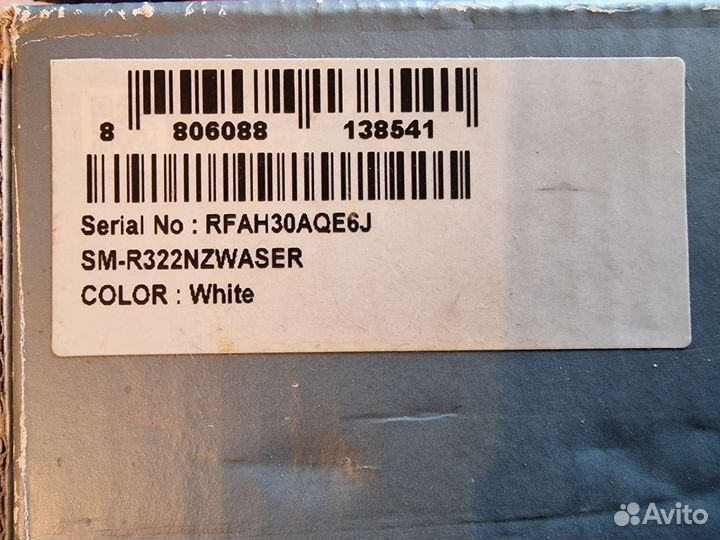 8 806088 138541
Serial No : RFAH30AQE6J
SM-R322NZWASER
COLOR : White
Avito